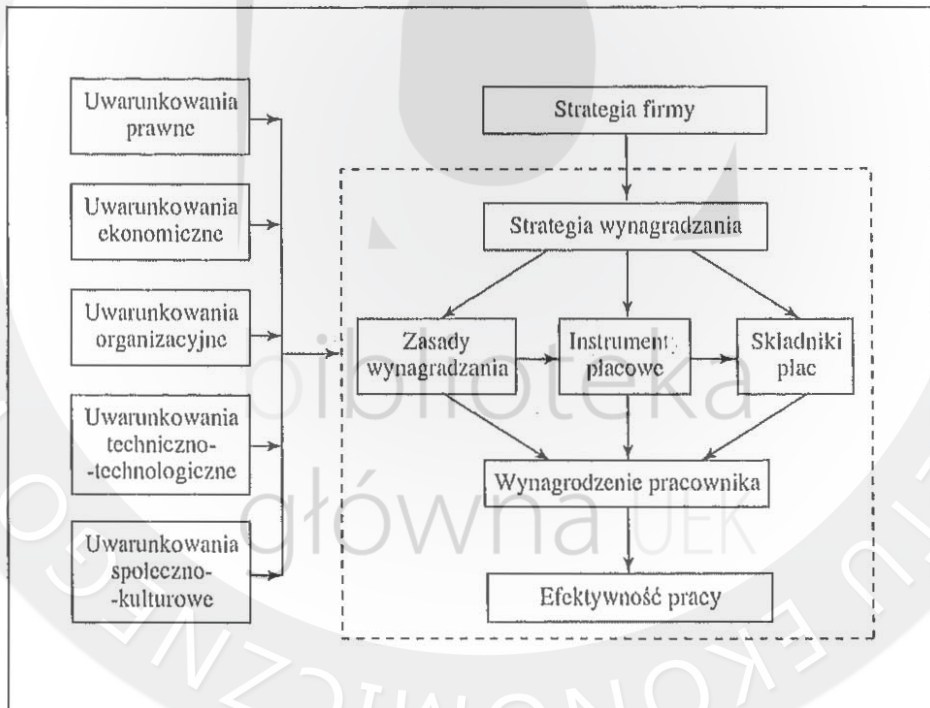 Uwarunkowania
prawne
Uwarunkowania
ekonomiczne
Uwarunkowania
organizacyjne
Uwarunkowania
techniczno-
-technologiczne
Uwarunkowania
społeczno-
-kulturowe
Strategia firmy
Strategia wynagradzania
Zasady
wynagradzania
Instrumenty
płacowe
Składniki
płac
Wynagrodzenie pracownika
Efektywność pracy
biblioteka
główna UEK